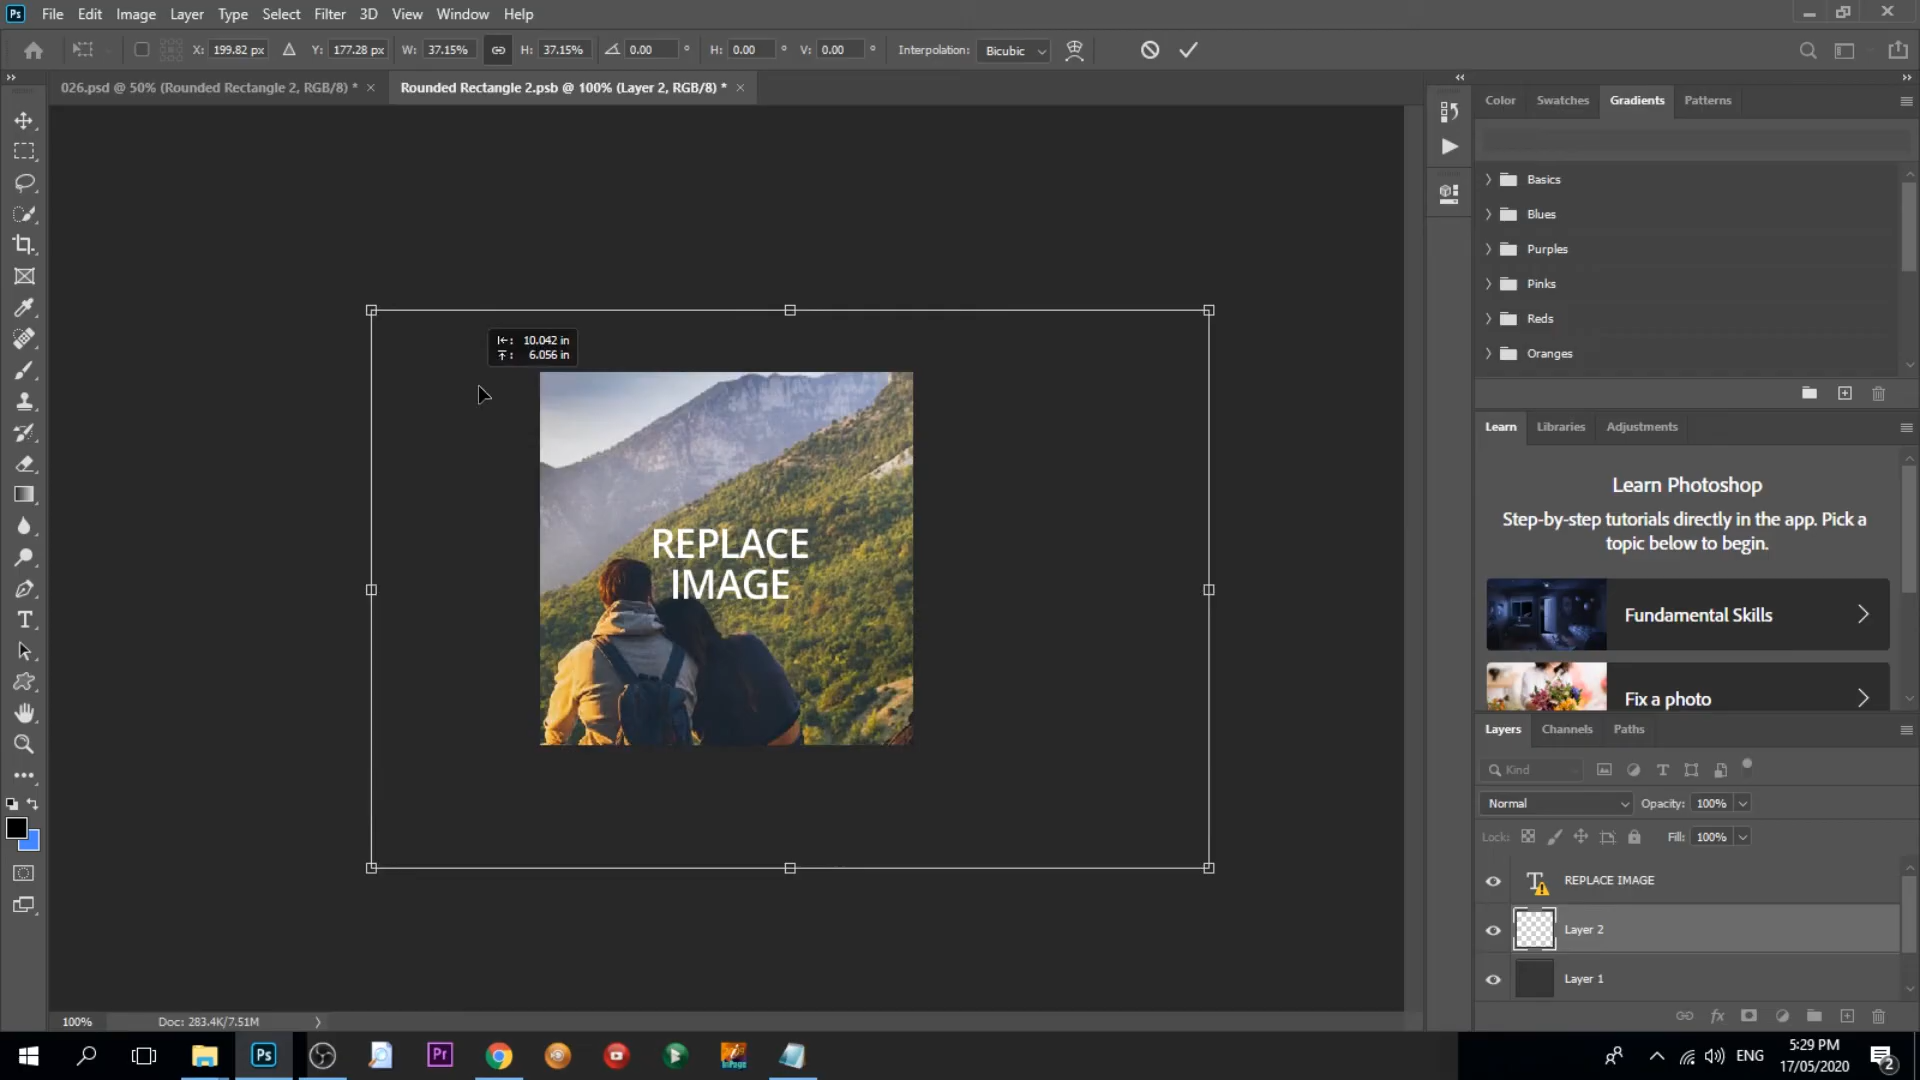 Ps File Edit Image Layer Type Select Filter 3D View Window Help
X: 199.82 px Y: 177.28 px W: 37.15% H: 37.15% 0.00 ° H: 0.00 ° V: 0.00 ° Interpolation: Bicubic
026.psd @ 50% (Rounded Rectangle 2, RGB/8) * × Rounded Rectangle 2.psb @ 100% (Layer 2, RGB/8) * ×
Color Swatches Gradients Patterns
Basics
Blues
Purples
Pinks
Reds
Oranges
10.042 in
6.056 in
REPLACE
IMAGE
Learn Libraries Adjustments
Learn Photoshop
Step-by-step tutorials directly in the app. Pick a
topic below to begin.
Fundamental Skills
Fix a photo
Layers Channels Paths
Kind
Normal Opacity: 100%
Lock: Fill: 100%
REPLACE IMAGE
Layer 2
Layer 1
fx
100% Doc: 283.4K/7.51M
Ps Pr ENG 5:29 PM
17/05/2020 2